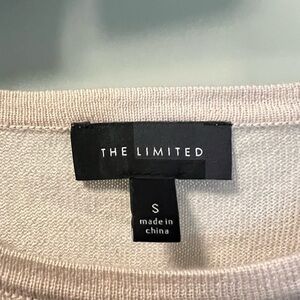 THE LIMITED
S
made in
china